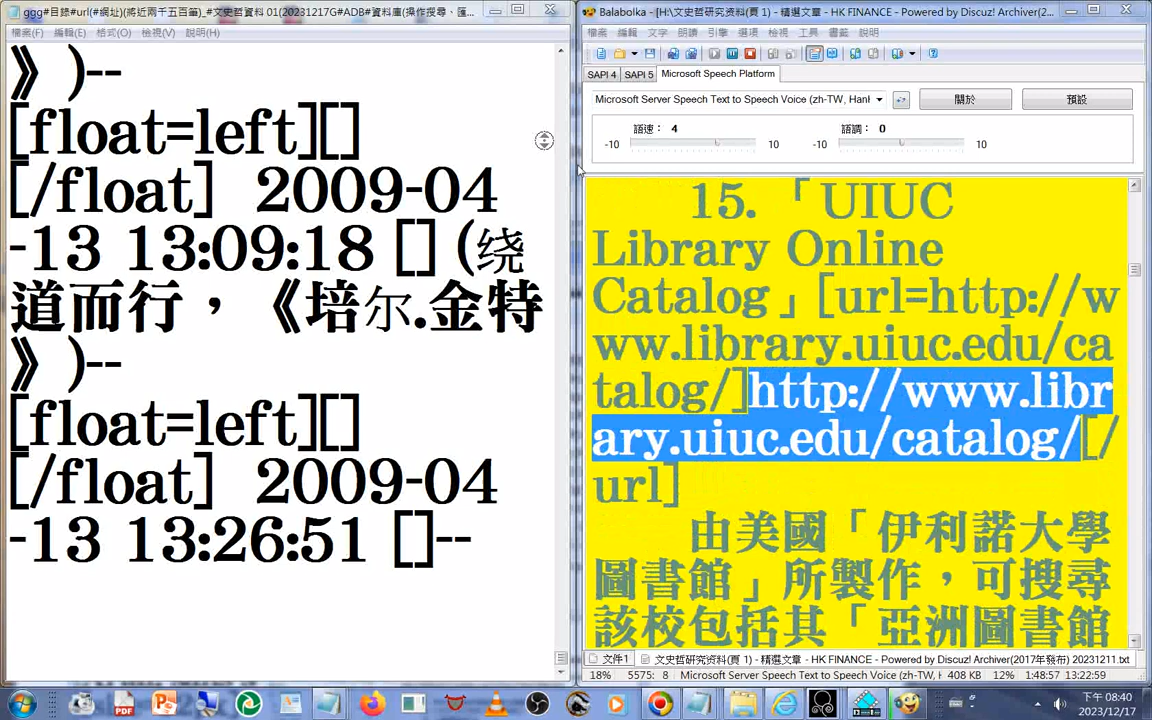 ggg#目錄#url(#網址)(將近兩千五百筆)_#文史哲資料 01(20231217G#ADB#資料庫(操作搜尋、匯...
檔案(F) 編輯(E) 格式(O) 檢視(V) 說明(H)
》 )--
[float=left][]
[/float] 2009-04
-13 13:09:18 [] (绕
道而行，《培尔.金特
》 )--
[float=left][]
[/float] 2009-04
-13 13:26:51 []--
Balabolka - [H:\文史哲研究资料(頁 1) - 精選文章 - HK FINANCE - Powered by Discuz! Archiver(2...
檔案 編輯 文字 朗讀 引擎 選項 檢視 工具 書籤 說明
SAPI 4 SAPI 5 Microsoft Speech Platform
Microsoft Server Speech Text to Speech Voice (zh-TW, HanH
關於
預設
語速： 4 語調： 0
-10 10 -10 10
15. 「UIUC
Library Online
Catalog」[url=http://w
ww.library.uiuc.edu/ca
talog/]http://www.libr
ary.uiuc.edu/catalog/[/
url]
由美國「伊利諾大學
圖書館」所製作，可搜尋
該校包括其「亞洲圖書館
文件1 文史哲研究资料(頁 1) - 精選文章 - HK FINANCE - Powered by Discuz! Archiver(2017年發布) 20231211.txt
18% 5575: 8 Microsoft Server Speech Text to Speech Voice (zh-TW, 408 KB 12% 1:48:57 13:22:59
下午 08:40
2023/12/17